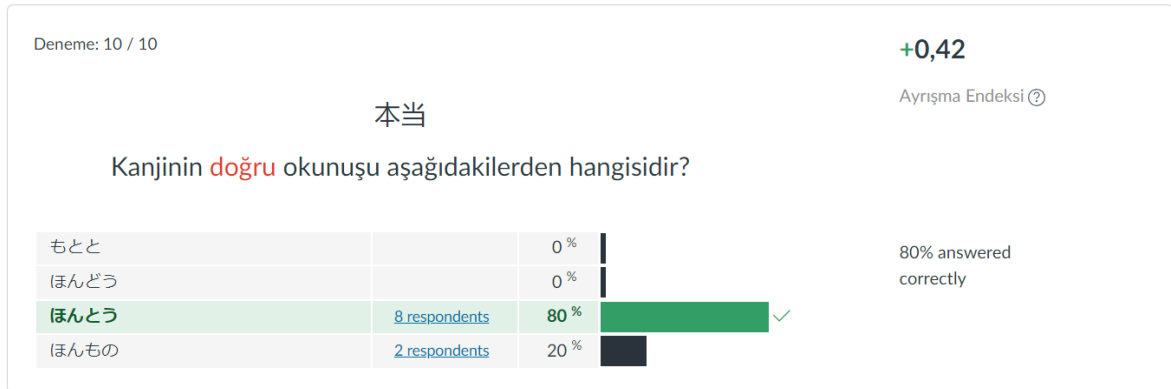 Deneme: 10 / 10
+0,42
Ayrışma Endeksi ?
本当
Kanjinin doğru okunuşu aşağıdakilerden hangisidir?
もとと 0 %
ほんどう 0 %
ほんとう 8 respondents 80 %
ほんもの 2 respondents 20 %
80% answered
correctly